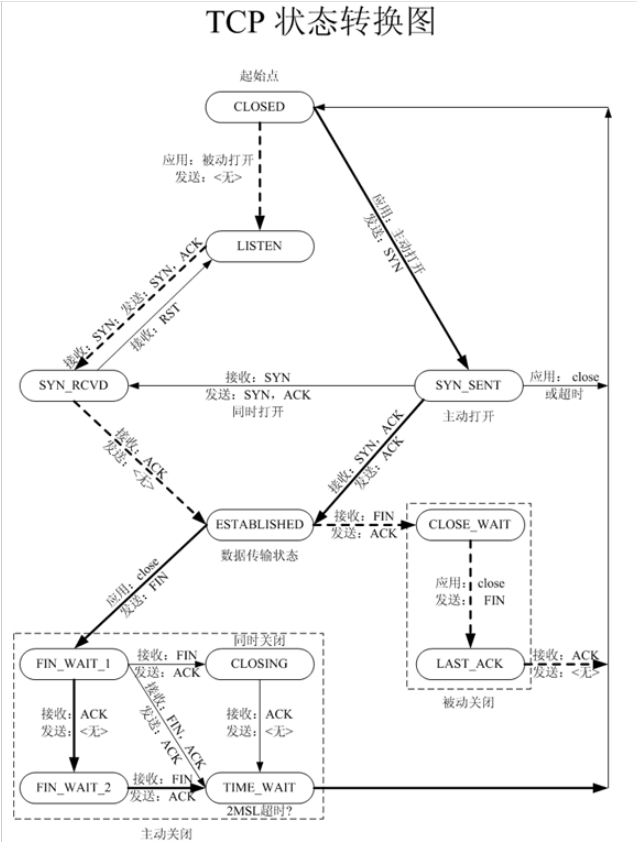 TCP 状态转换图
起始点
CLOSED
应用：被动打开
发送：<无>
应用：主动打开
发送：SYN
LISTEN
接收：SYN；发送：SYN，ACK
接收：RST
SYN_RCVD
接收：SYN
发送：SYN，ACK
同时打开
SYN_SENT
主动打开
应用： close
或超时
接收：ACK
发送：<无>
接收：SYN, ACK
发送：ACK
ESTABLISHED
数据传输状态
接收：FIN
发送：ACK
CLOSE_WAIT
应用：close
发送： FIN
应用：close
发送：FIN
同时关闭
FIN_WAIT_1
接收：FIN
发送：ACK
CLOSING
LAST_ACK
接收：ACK
发送：<无>
被动关闭
接收：ACK
发送：<无>
接收：FIN, ACK
发送：ACK
接收：ACK
发送：<无>
FIN_WAIT_2
接收：FIN
发送：ACK
TIME_WAIT
2MSL超时?
主动关闭